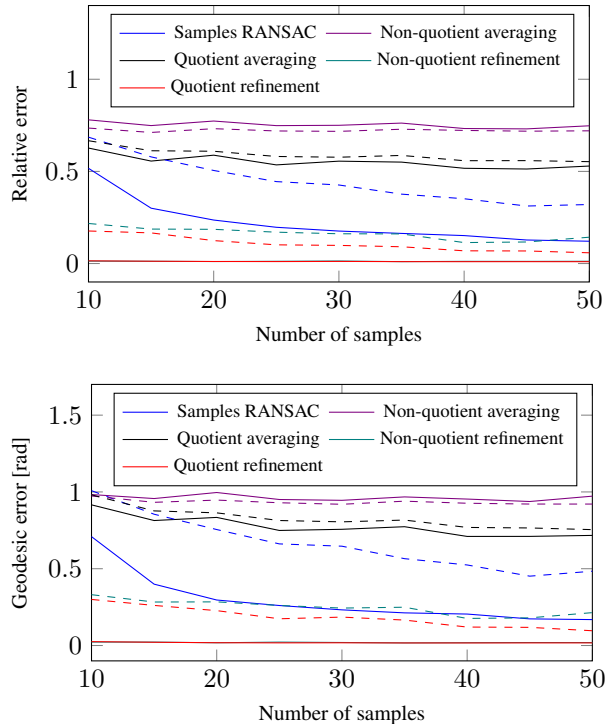 1
0.5
0
Relative error
Samples RANSAC
Non-quotient averaging
Quotient averaging
Non-quotient refinement
Quotient refinement
10 20 30 40 50
Number of samples
1.5
1
0.5
0
Geodesic error [rad]
Samples RANSAC
Non-quotient averaging
Quotient averaging
Non-quotient refinement
Quotient refinement
10 20 30 40 50
Number of samples